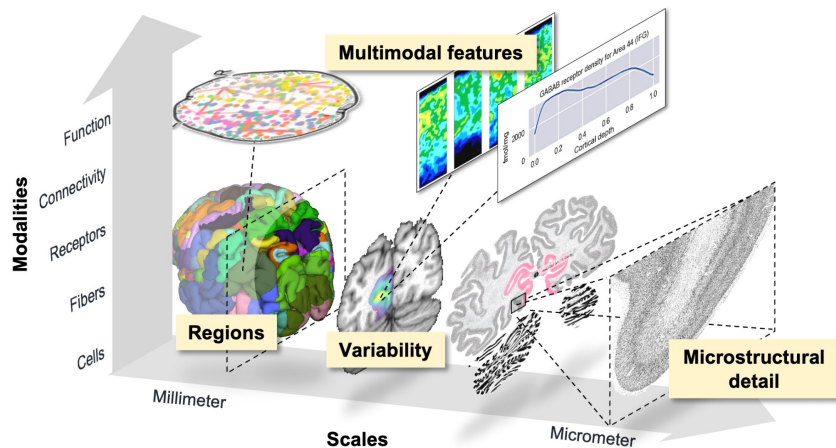 Multimodal features
GABAB receptor density for Area 44 (IFG)
fmol/mg
2000
0
0.0
0.2
0.4
0.6
0.8
1.0
Cortical depth
Modalities
Function
Connectivity
Receptors
Fibers
Cells
Regions
Variability
Microstructural
detail
Millimeter
Micrometer
Scales